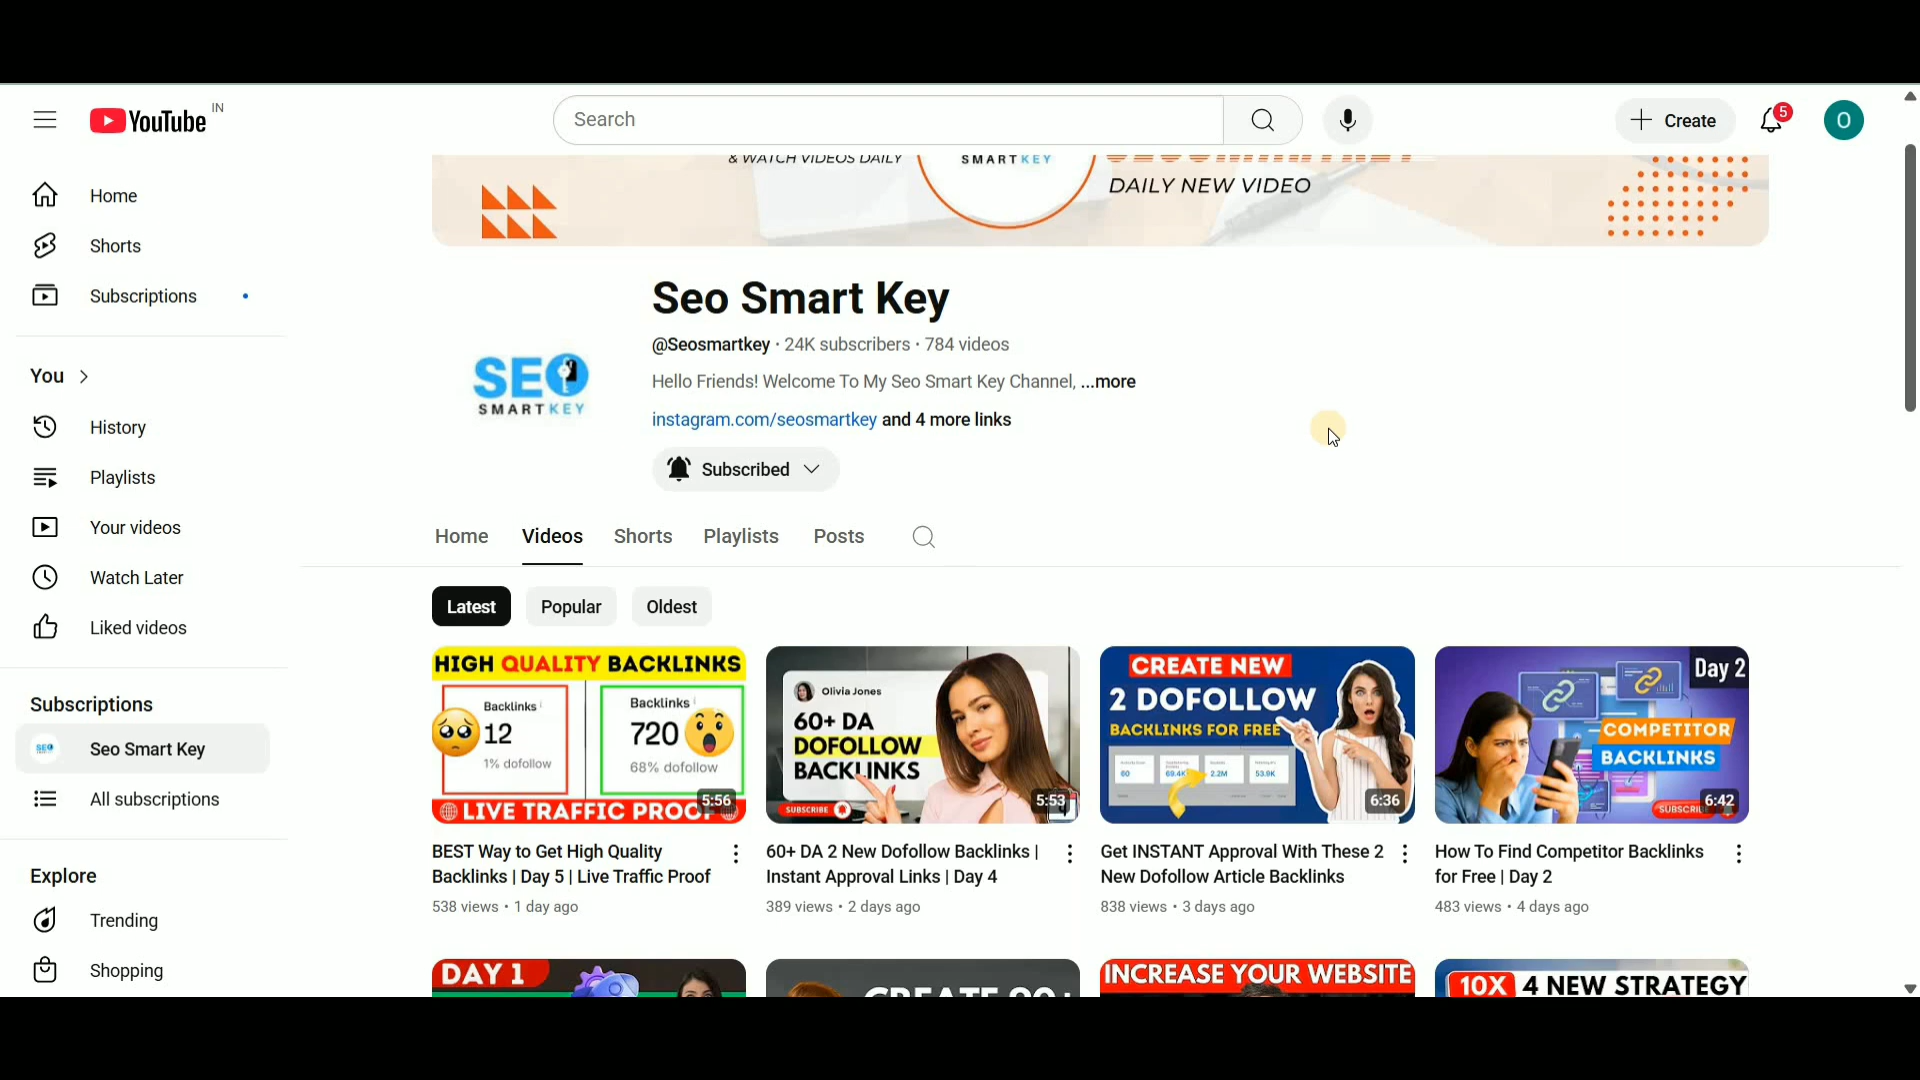 YouTube IN
Search
Create
5
O
Home
Shorts
Subscriptions
You
History
Playlists
Your videos
Watch Later
Liked videos
Subscriptions
SEO
Seo Smart Key
All subscriptions
Explore
Trending
Shopping
& WATCH VIDEOS DAILY
SMARTKEY
DAILY NEW VIDEO
SEO
SMARTKEY
Seo Smart Key
@Seosmartkey · 24K subscribers · 784 videos
Hello Friends! Welcome To My Seo Smart Key Channel, ...more
instagram.com/seosmartkey and 4 more links
Subscribed
Home Videos Shorts Playlists Posts
Latest Popular Oldest
HIGH QUALITY BACKLINKS
Backlinks
12
1% dofollow
Backlinks
720
68% dofollow
LIVE TRAFFIC PROOF
5:56
BEST Way to Get High Quality
Backlinks | Day 5 | Live Traffic Proof
538 views • 1 day ago
Olivia Jones
60+ DA
DOFOLLOW
BACKLINKS
SUBSCRIBE
5:53
60+ DA 2 New Dofollow Backlinks |
Instant Approval Links | Day 4
389 views • 2 days ago
CREATE NEW
2 DOFOLLOW
BACKLINKS FOR FREE
60
69.4K
2.2M
53.9K
6:36
Get INSTANT Approval With These 2
New Dofollow Article Backlinks
838 views • 3 days ago
Day 2
COMPETITOR
BACKLINKS
6:42
How To Find Competitor Backlinks
for Free | Day 2
483 views • 4 days ago
DAY 1
INCREASE YOUR WEBSITE
10X 4 NEW STRATEGY